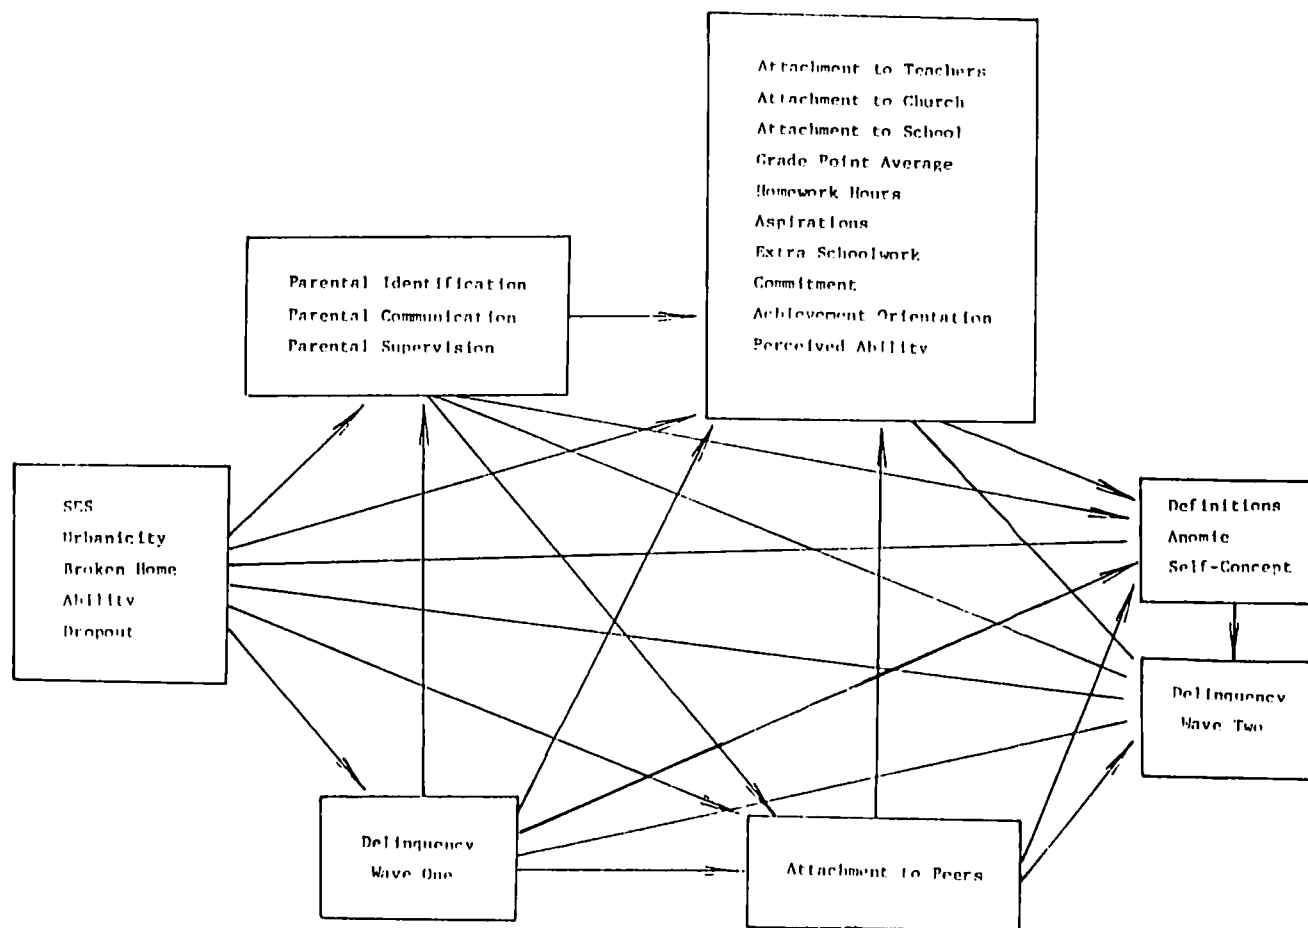 Attachment to Teachers
Attachment to Church
Attachment to School
Grade Point Average
Homework Hours
Aspirations
Extra Schoolwork
Commitment
Achievement Orientation
Perceived Ability
Parental Identification
Parental Communication
Parental Supervision
SES
Urbanicity
Broken Home
Ability
Dropout
Definitions
Anomie
Self-Concept
Delinquency
Wave Two
Delinquency
Wave One
Attachment to Peers